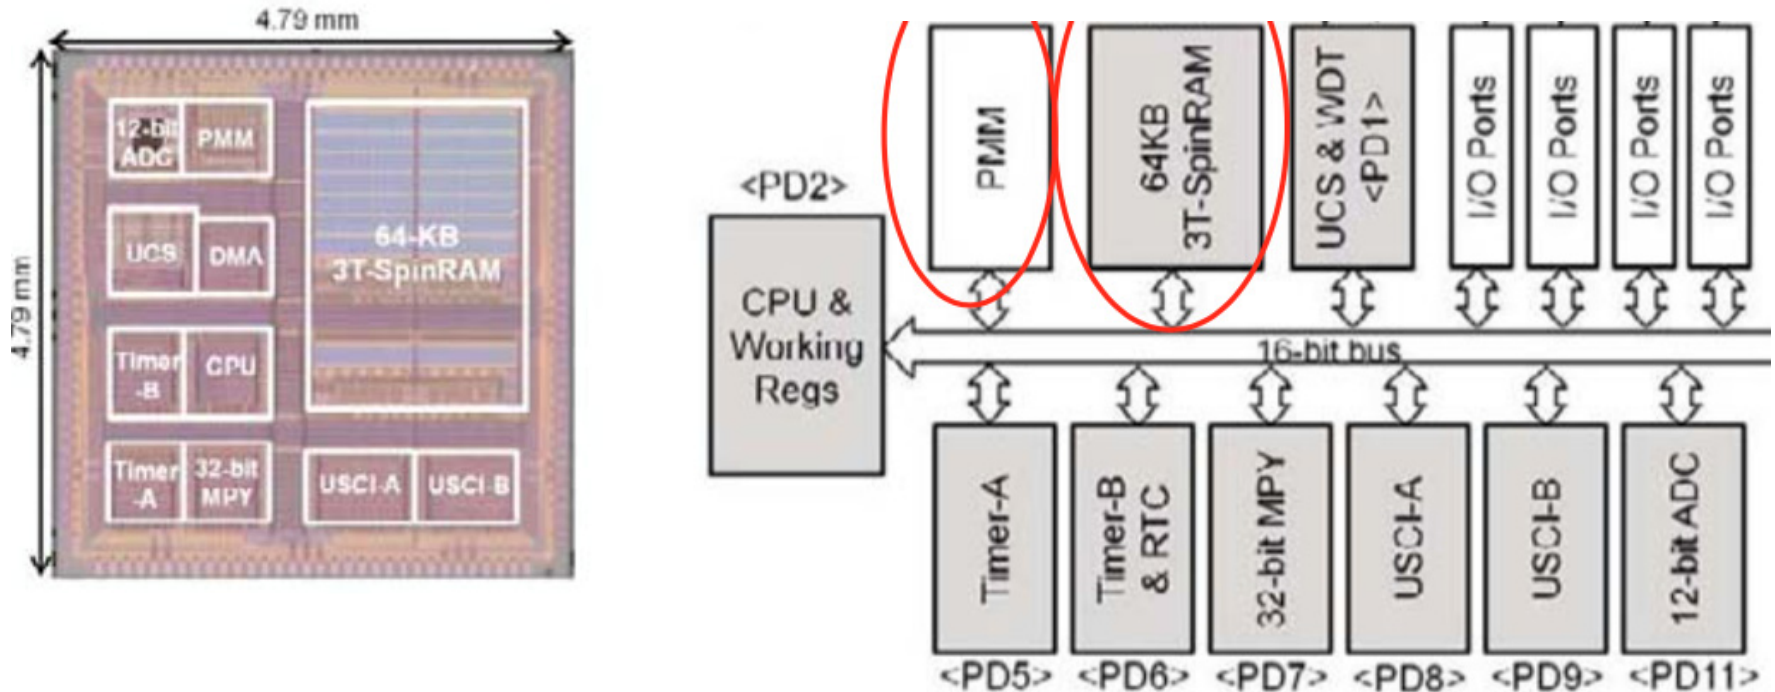 4.79 mm
4.79 mm
12-bit
ADC
PMM
UCS
DMA
64-KB
3T-SpinRAM
Timer
-B
CPU
Timer
-A
32-bit
MPY
USCI-A
USCI-B
<PD2>
CPU &
Working
Regs
PMM
64KB
3T-SpinRAM
UCS & WDT
<PD1>
I/O Ports
I/O Ports
I/O Ports
I/O Ports
16-bit bus
Timer-A
Timer-B
& RTC
32-bit MPY
USCI-A
USCI-B
12-bit ADC
<PD5>
<PD6>
<PD7>
<PD8>
<PD9>
<PD11>